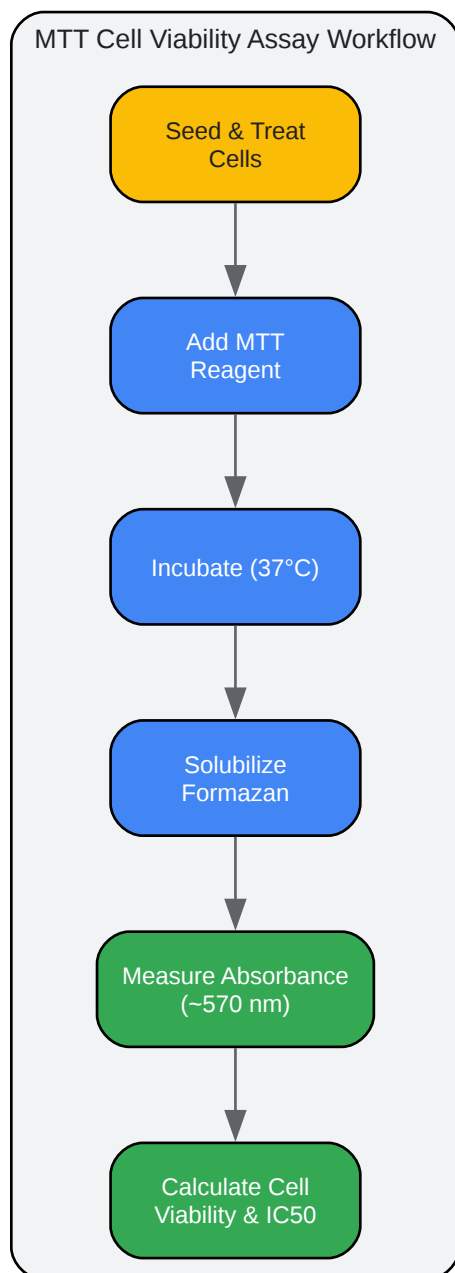 MTT Cell Viability Assay Workflow
Seed & Treat
Cells
Add MTT
Reagent
Incubate (37°C)
Solubilize
Formazan
Measure Absorbance
(~570 nm)
Calculate Cell
Viability & IC50